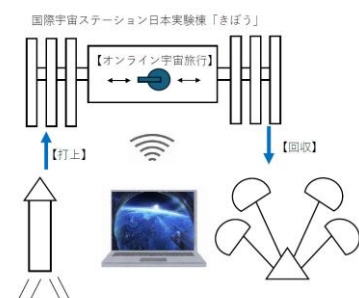 国際宇宙ステーション日本実験棟「きぼう」
【オンライン宇宙旅行】
【打上】
【回収】